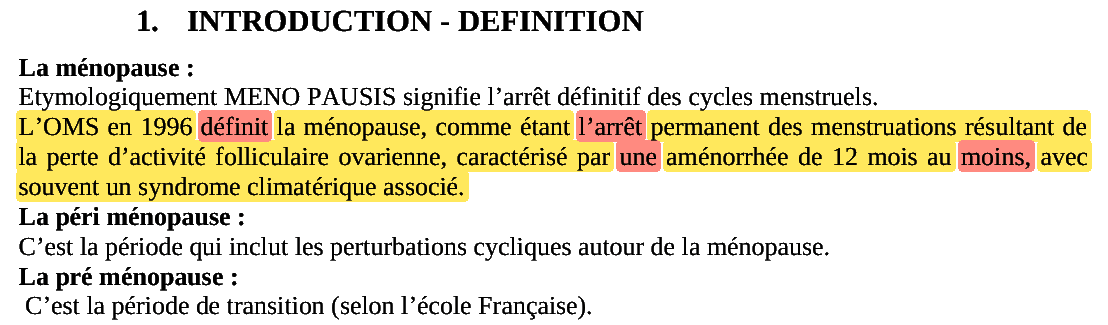 1. INTRODUCTION - DEFINITION
La ménopause :
Etymologiquement MENO PAUSIS signifie l’arrêt définitif des cycles menstruels.
L’OMS en 1996 définit la ménopause, comme étant l’arrêt permanent des menstruations résultant de
la perte d’activité folliculaire ovarienne, caractérisé par une aménorrhée de 12 mois au moins, avec
souvent un syndrome climatérique associé.
La péri ménopause :
C’est la période qui inclut les perturbations cycliques autour de la ménopause.
La pré ménopause :
C’est la période de transition (selon l’école Française).